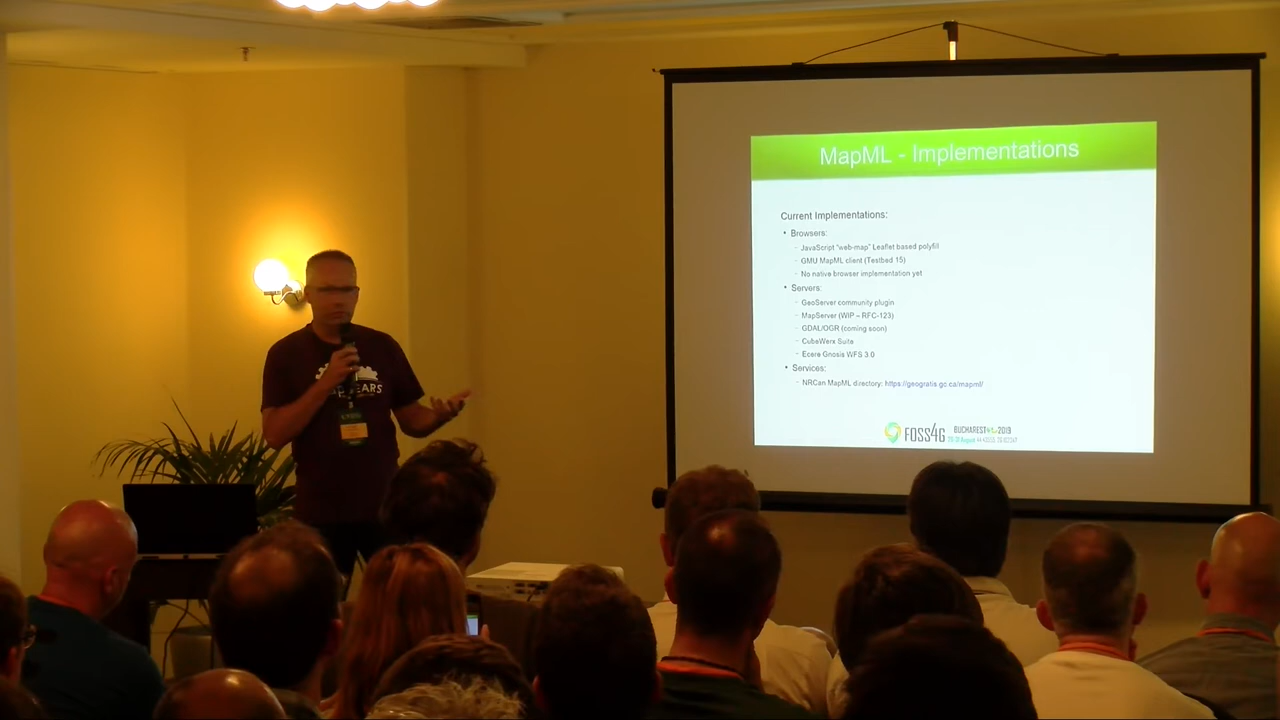 MapML - Implementations
Current Implementations:
• Browsers:
- JavaScript "web-map" Leaflet based polyfill
- GMU MapML client (Testbed 15)
- No native browser implementation yet
• Servers:
- GeoServer community plugin
- MapServer (WIP – RFC-123)
- GDAL/OGR (coming soon)
- CubeWerx Suite
- Ecere Gnosis WFS 3.0
• Services:
- NRCan MapML directory: https://geogratis.gc.ca/mapml/
FOSS4G
BUCHAREST 2019